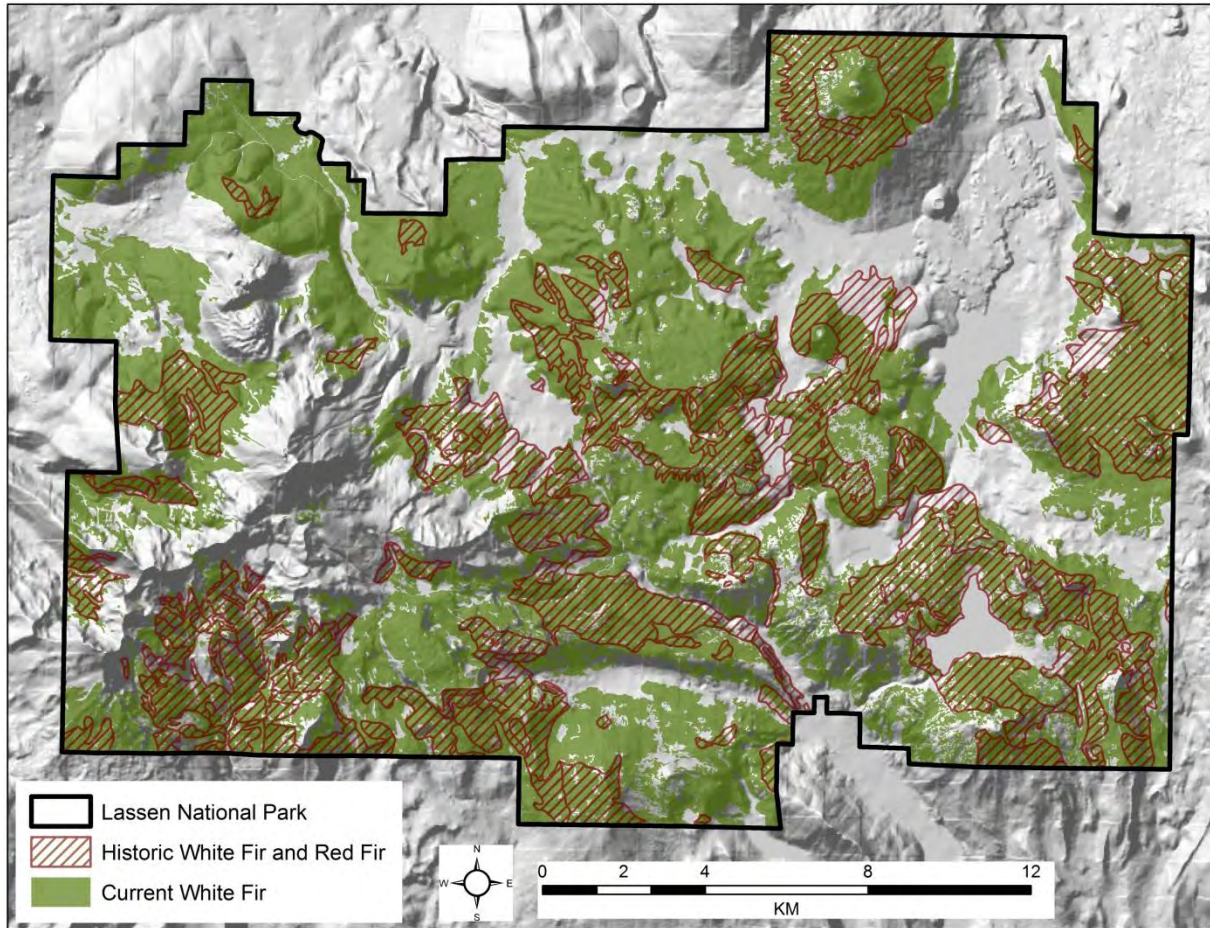 Lassen National Park
Historic White Fir and Red Fir
Current White Fir
N
W E
S
0 2 4 8 12
KM